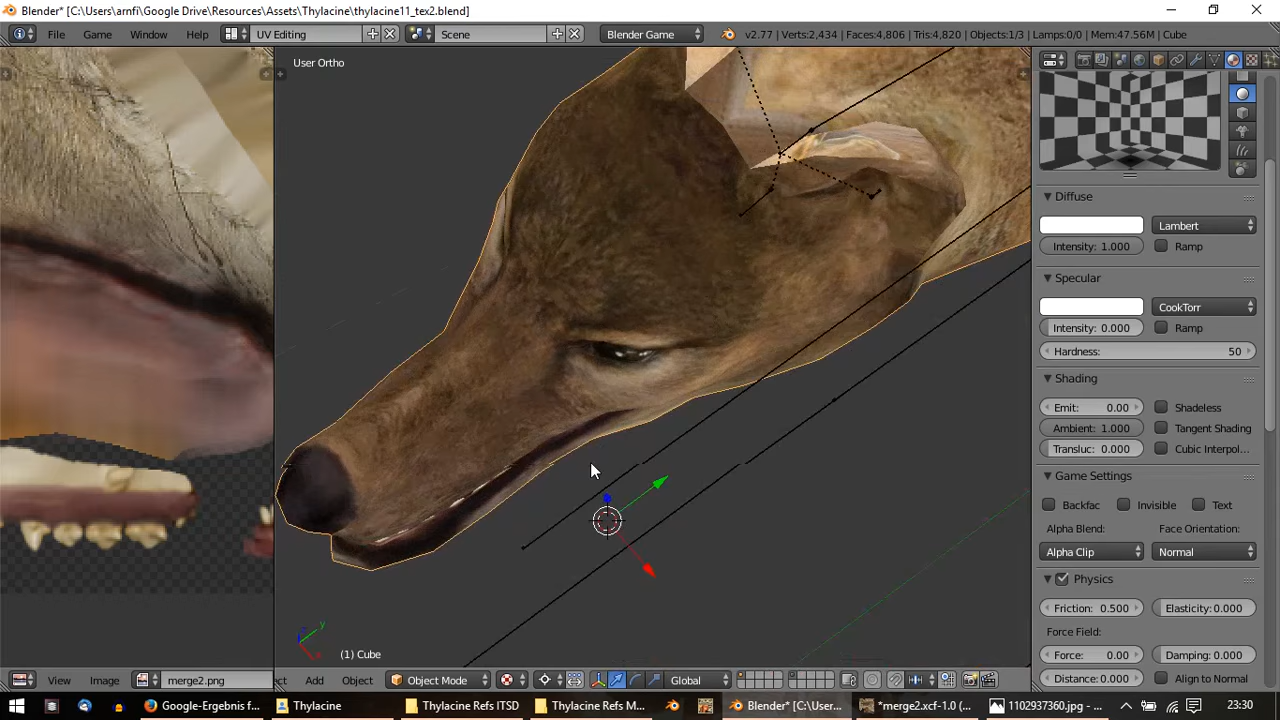 Blender* [C:\Users\arnfi\Google Drive\Resources\Assets\Thylacine\thylacine11_tex2.blend]
File Game Window Help UV Editing Scene Blender Game v2.77 | Verts:2,434 | Faces:4,806 | Tris:4,820 | Objects:1/3 | Lamps:0/0 | Mem:47.56M | Cube
User Ortho
Diffuse
Lambert
Intensity: 1.000 Ramp
Specular
CookTorr
Intensity: 0.000 Ramp
Hardness: 50
Shading
Emit: 0.00 Shadeless
Ambient: 1.000 Tangent Shading
Transluc: 0.000 Cubic Interpol...
Game Settings
Backfac Invisible Text
Alpha Blend: Face Orientation:
Alpha Clip Normal
Physics
Friction: 0.500 Elasticity: 0.000
Force Field:
Force: 0.00 Damping: 0.000
Distance: 0.00 Align to Normal
z y x
(1) Cube
View Image merge2.png ect Add Object Object Mode Global
Google-Ergebnis f... Thylacine Thylacine Refs ITSD Thylacine Refs M... Blender* [C:\Use... *merge2.xcf-1.0 (... 1102937360.jpg -... 23:30